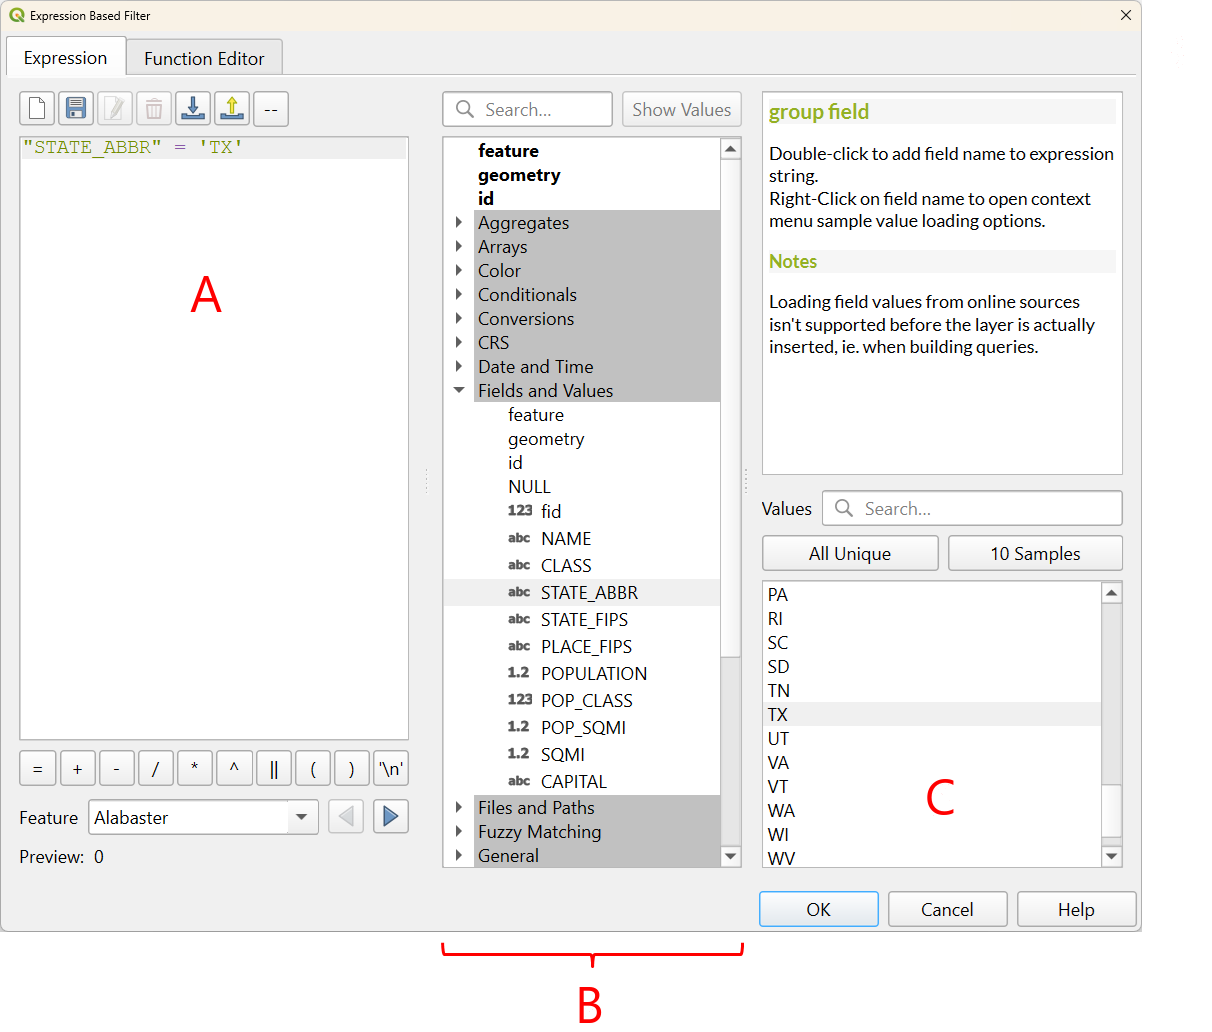 Expression Based Filter
Expression
Function Editor
--
"STATE_ABBR" = 'TX'
A
= + - / * ^ || ( ) '\n'
Feature Alabaster
Preview: 0
Search...
Show Values
feature
geometry
id
Aggregates
Arrays
Color
Conditionals
Conversions
CRS
Date and Time
Fields and Values
feature
geometry
id
NULL
123 fid
abc NAME
abc CLASS
abc STATE_ABBR
abc STATE_FIPS
abc PLACE_FIPS
1.2 POPULATION
123 POP_CLASS
1.2 POP_SQMI
1.2 SQMI
abc CAPITAL
Files and Paths
Fuzzy Matching
General
B
group field
Double-click to add field name to expression
string.
Right-Click on field name to open context
menu sample value loading options.
Notes
Loading field values from online sources
isn't supported before the layer is actually
inserted, ie. when building queries.
Values Search...
All Unique
10 Samples
PA
RI
SC
SD
TN
TX
UT
VA
VT
WA
WI
WV
C
OK
Cancel
Help